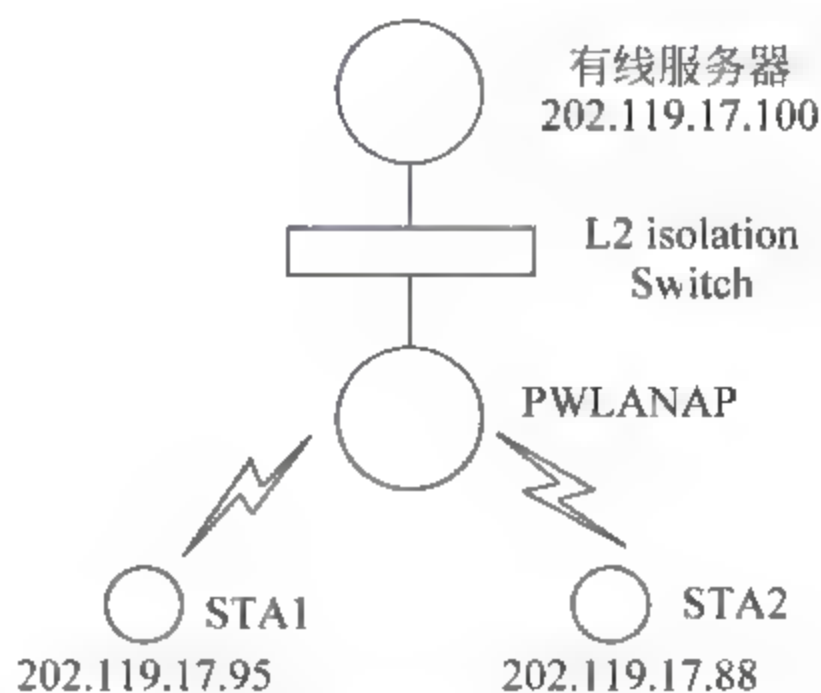 有线服务器
202.119.17.100
L2 isolation
Switch
PWLANAP
STA1
STA2
202.119.17.95
202.119.17.88